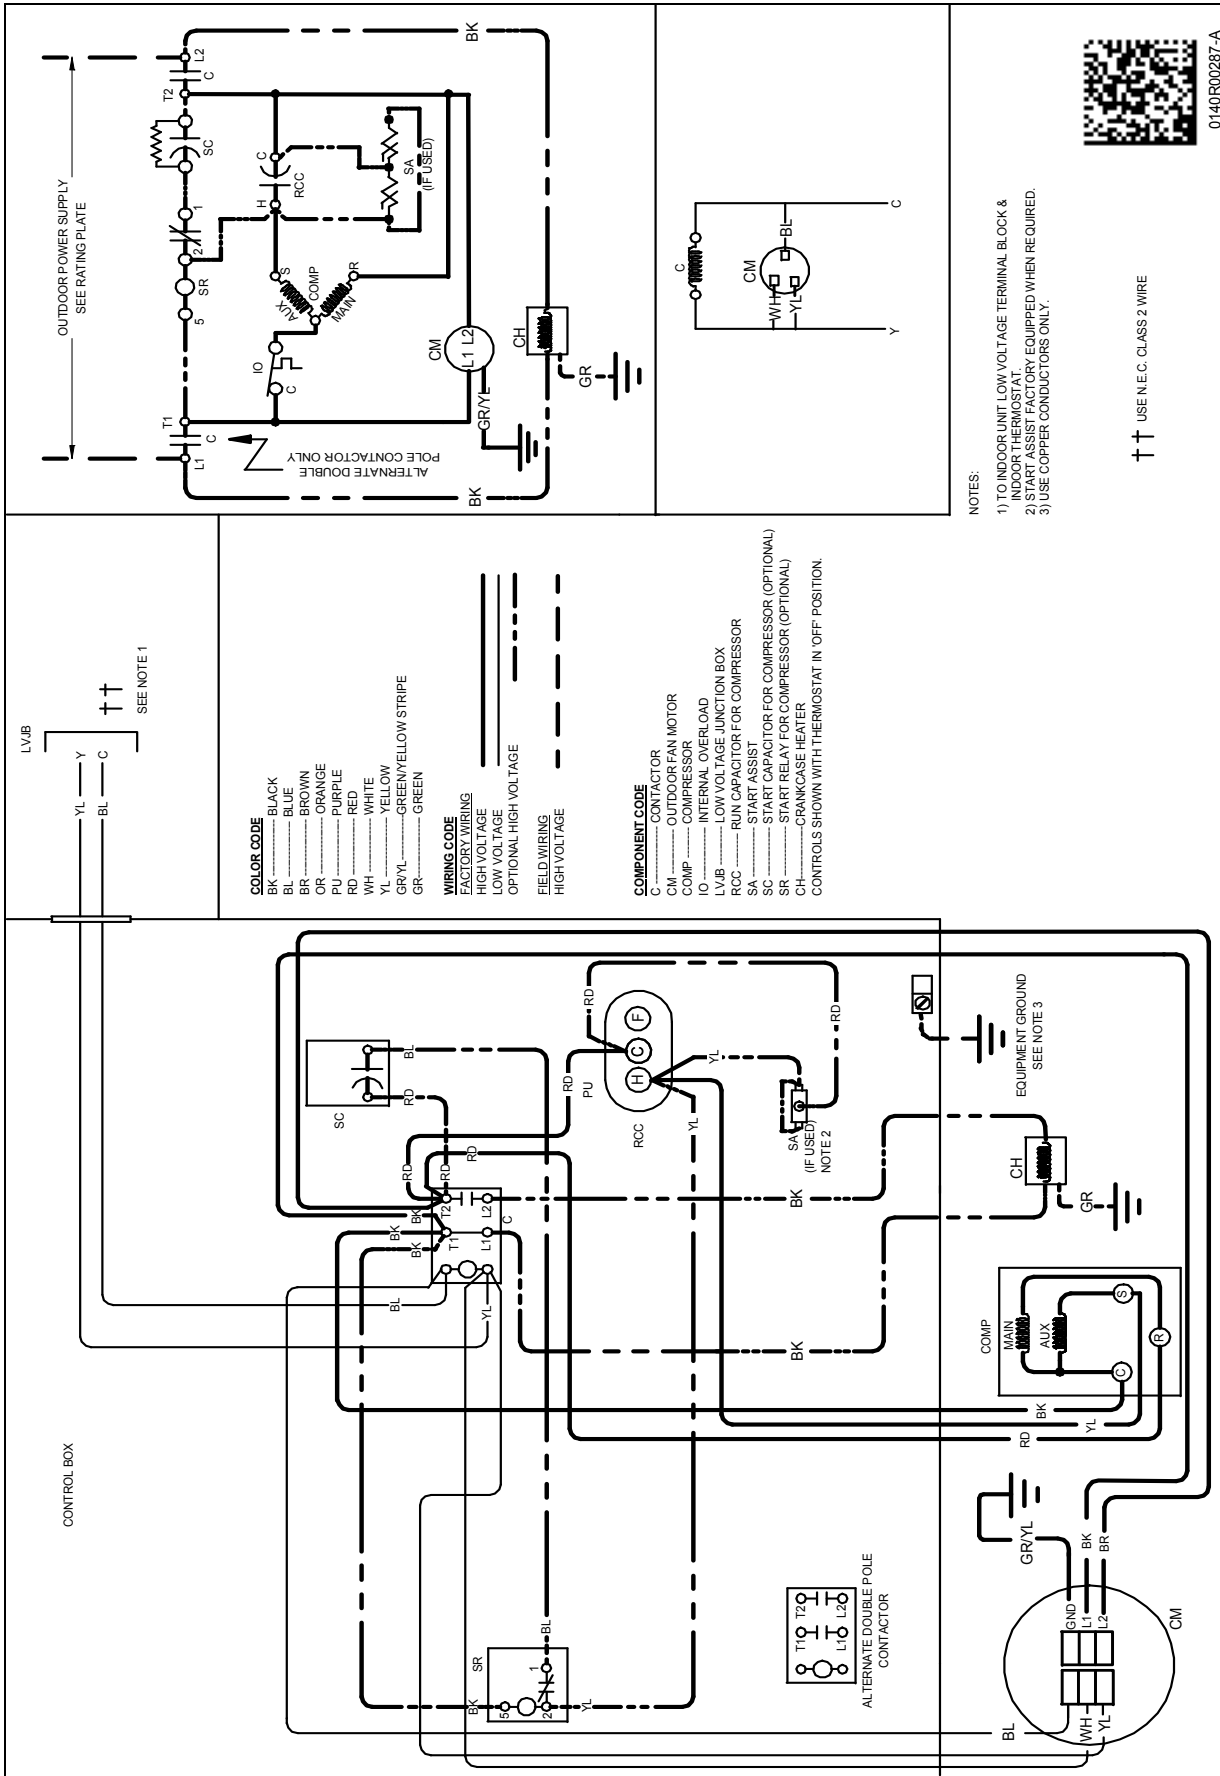 CONTROL BOX
LVJB
YL
Y
BL
C
††
SEE NOTE 1
SC
RD
BL
RD
RD
RD
BK
BK
BK
T2
T1
L2
L1
C
BL
YL
RD
PU
RD
F
C
H
RCC
YL
YL
RD
SA
(IF USED)
NOTE 2
BK
BK
EQUIPMENT GROUND
SEE NOTE 3
CH
GR
COMP
MAIN
AUX
S
R
C
BK
YL
RD
SR
1
BL
5
2
BK
YL
T1
T2
L1
L2
ALTERNATE DOUBLE POLE
CONTACTOR
GR/YL
BK
BR
GND
L1
L2
CM
BL
WH
YL
COLOR CODE
BK ---------- BLACK
BL ---------- BLUE
BR ---------- BROWN
OR ---------- ORANGE
PU ---------- PURPLE
RD ---------- RED
WH ---------- WHITE
YL ---------- YELLOW
GR/YL ---------- GREEN/YELLOW STRIPE
GR ---------- GREEN
WIRING CODE
FACTORY WIRING
HIGH VOLTAGE
LOW VOLTAGE
OPTIONAL HIGH VOLTAGE
FIELD WIRING
HIGH VOLTAGE
COMPONENT CODE
C ---------- CONTACTOR
CM ---------- OUTDOOR FAN MOTOR
COMP ---------- COMPRESSOR
IO ---------- INTERNAL OVERLOAD
LVJB ---------- LOW VOLTAGE JUNCTION BOX
RCC ---------- RUN CAPACITOR FOR COMPRESSOR
SA ---------- START ASSIST
SC ---------- START CAPACITOR FOR COMPRESSOR (OPTIONAL)
SR ---------- START RELAY FOR COMPRESSOR (OPTIONAL)
CH ---------- CRANKCASE HEATER
CONTROLS SHOWN WITH THERMOSTAT IN 'OFF' POSITION.
OUTDOOR POWER SUPPLY
SEE RATING PLATE
L1
C
T1
5
SR
2
1
SC
T2
C
L2
ALTERNATE DOUBLE
POLE CONTACTOR ONLY
IO
C
AUX
S
COMP
MAIN
R
H
C
RCC
SA
(IF USED)
CM
L1 L2
GR/YL
CH
GR
BK
BK
C
CM
WH
YL
BL
Y
C
NOTES:
1) TO INDOOR UNIT LOW VOLTAGE TERMINAL BLOCK &
INDOOR THERMOSTAT.
2) START ASSIST FACTORY EQUIPPED WHEN REQUIRED.
3) USE COPPER CONDUCTORS ONLY.
†† USE N.E.C. CLASS 2 WIRE
0140R00287-A